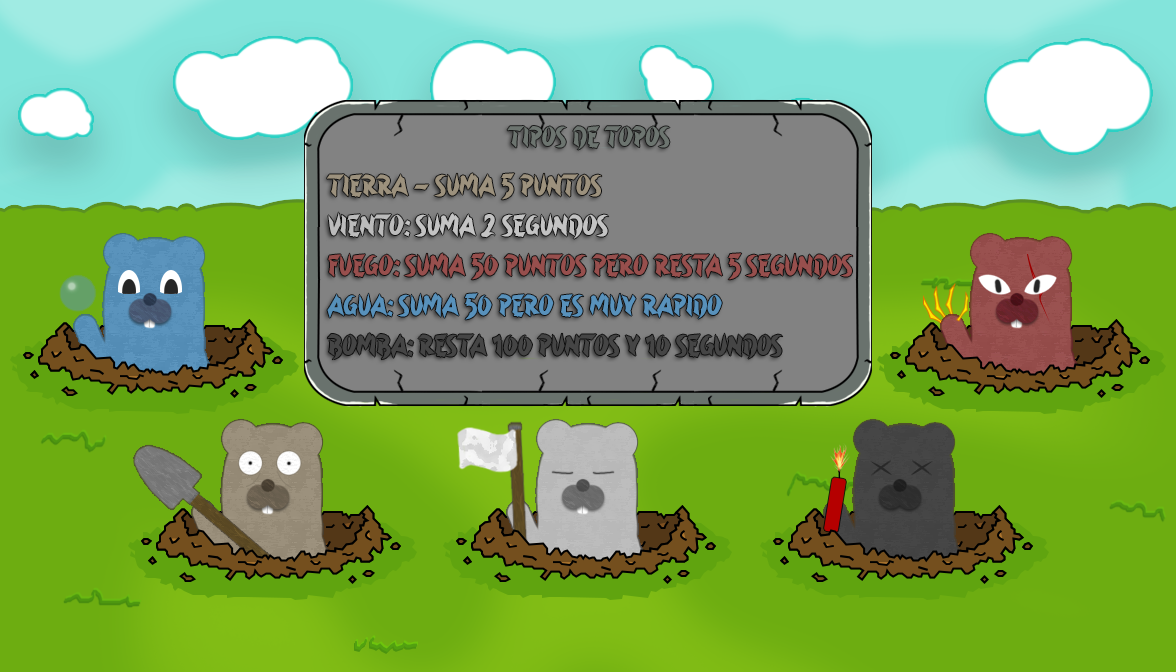 TIPOS DE TOPOS
TIERRA - SUMA 5 PUNTOS
VIENTO: SUMA 2 SEGUNDOS
FUEGO: SUMA 50 PUNTOS PERO RESTA 5 SEGUNDOS
AGUA: SUMA 50 PERO ES MUY RAPIDO
BOMBA: RESTA 100 PUNTOS Y 10 SEGUNDOS